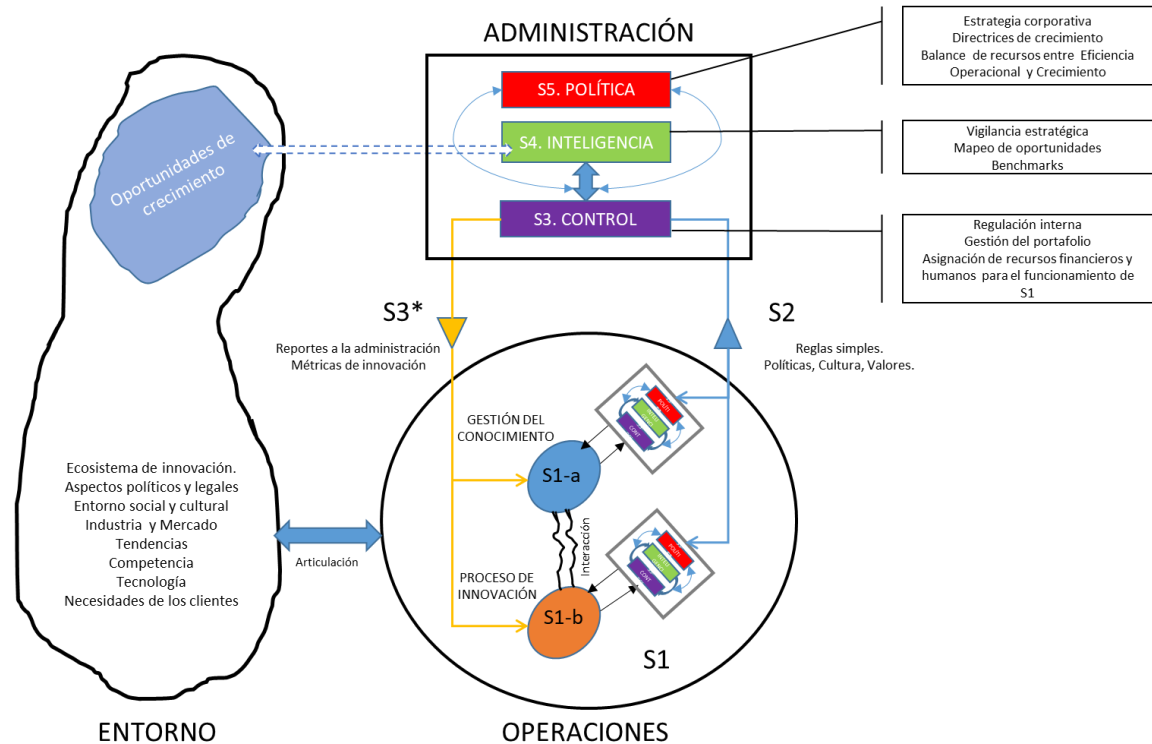 ADMINISTRACIÓN
S5. POLÍTICA
S4. INTELIGENCIA
S3. CONTROL
Estrategia corporativa
Directrices de crecimiento
Balance de recursos entre Eficiencia
Operacional y Crecimiento
Vigilancia estratégica
Mapeo de oportunidades
Benchmarks
Regulación interna
Gestión del portafolio
Asignación de recursos financieros y
humanos para el funcionamiento de
S1
Oportunidades de
crecimiento
S3*
Reportes a la administración
Métricas de innovación
S2
Reglas simples.
Políticas, Cultura, Valores.
GESTIÓN DEL
CONOCIMIENTO
S1-a
POLITI
CONT
Interacción
PROCESO DE
INNOVACIÓN
S1-b
POLITI
CONT
S1
Ecosistema de innovación.
Aspectos políticos y legales
Entorno social y cultural
Industria y Mercado
Tendencias
Competencia
Tecnología
Necesidades de los clientes
Articulación
ENTORNO
OPERACIONES